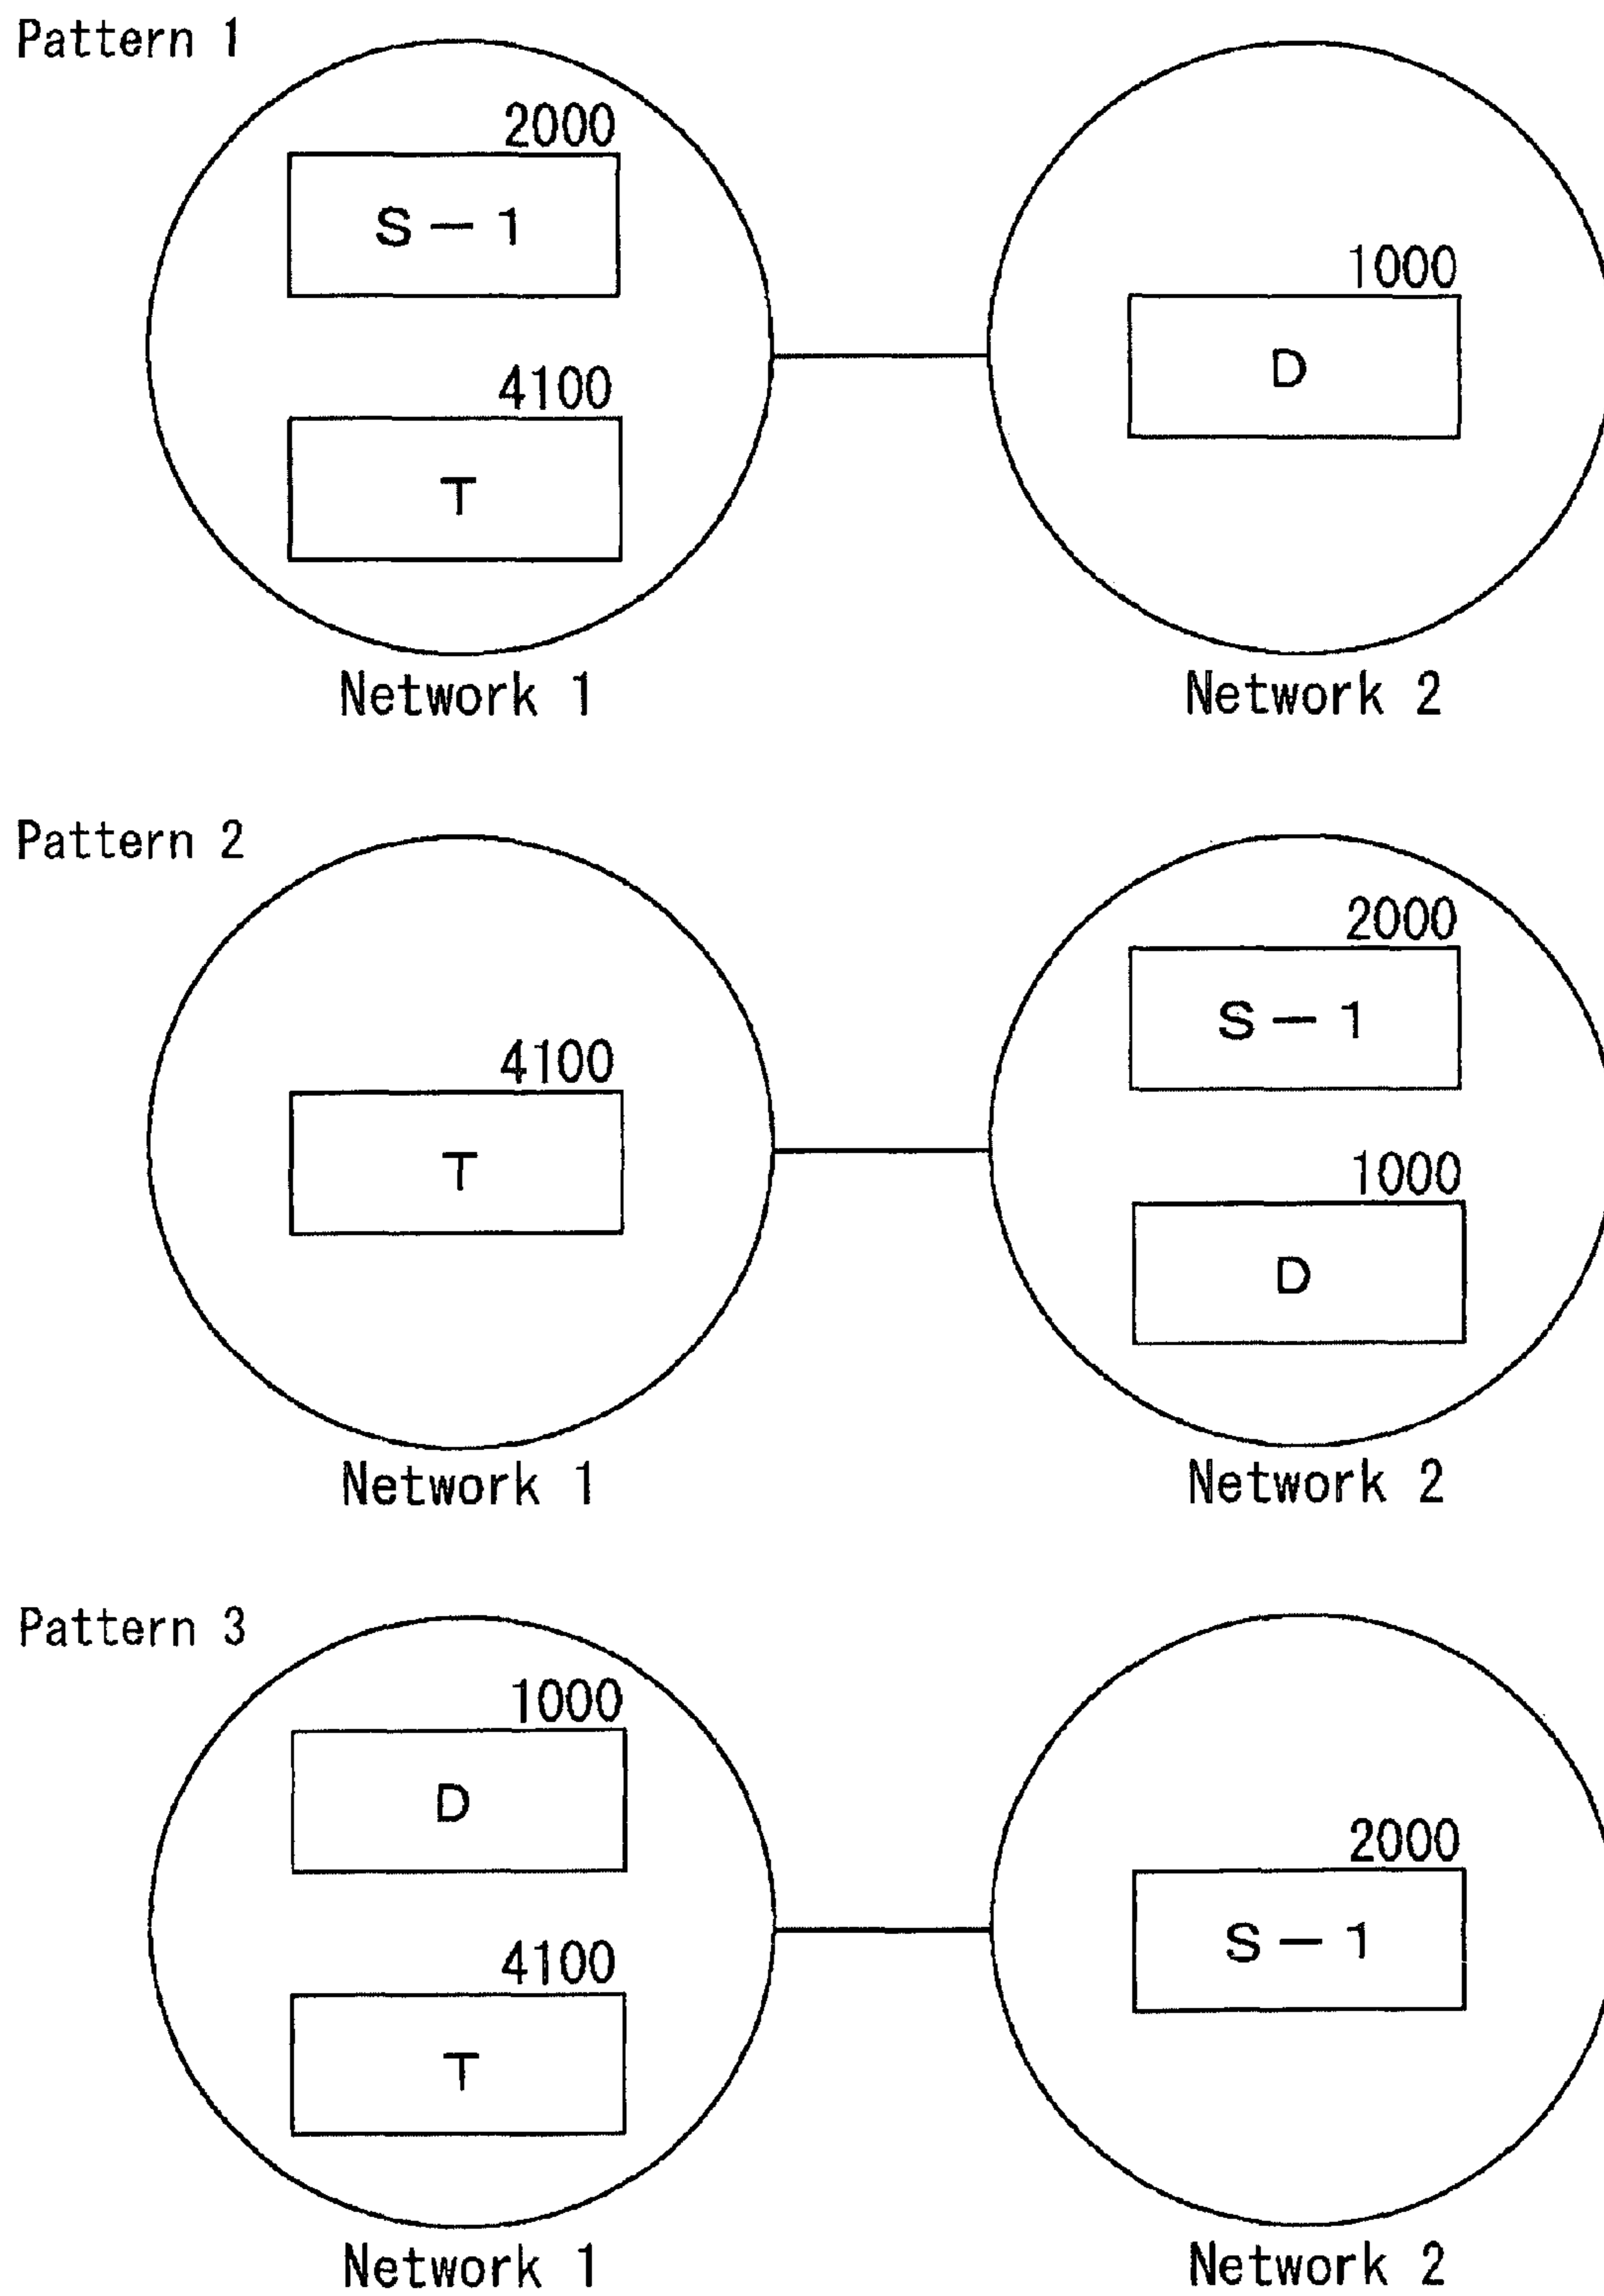 Pattern 1
2000
S－1
4100
T
Network 1
1000
D
Network 2
Pattern 2
4100
T
Network 1
2000
S－1
1000
D
Network 2
Pattern 3
1000
D
4100
T
Network 1
2000
S－1
Network 2